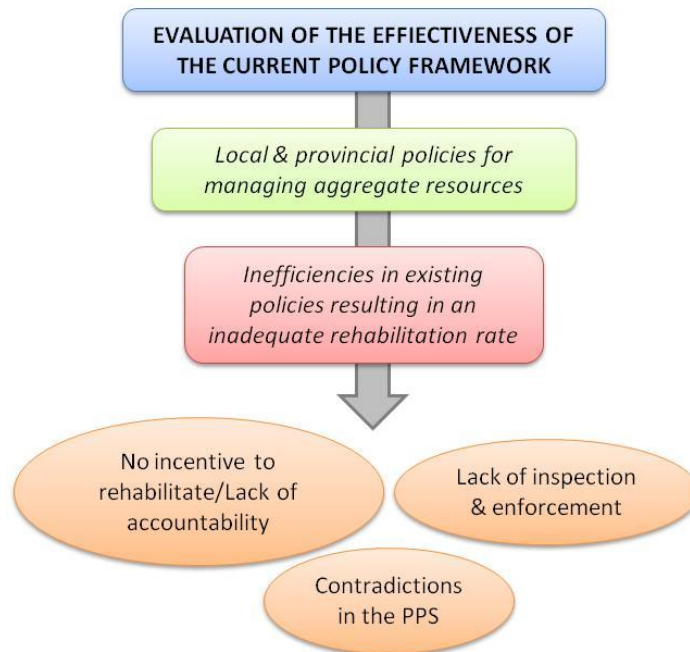 EVALUATION OF THE EFFIECTIVENESS OF
THE CURRENT POLICY FRAMEWORK
Local & provincial policies for
managing aggregate resources
Inefficiencies in existing
policies resulting in an
inadequate rehabilitation rate
No incentive to
rehabilitate/Lack of
accountability
Lack of inspection
& enforcement
Contradictions
in the PPS